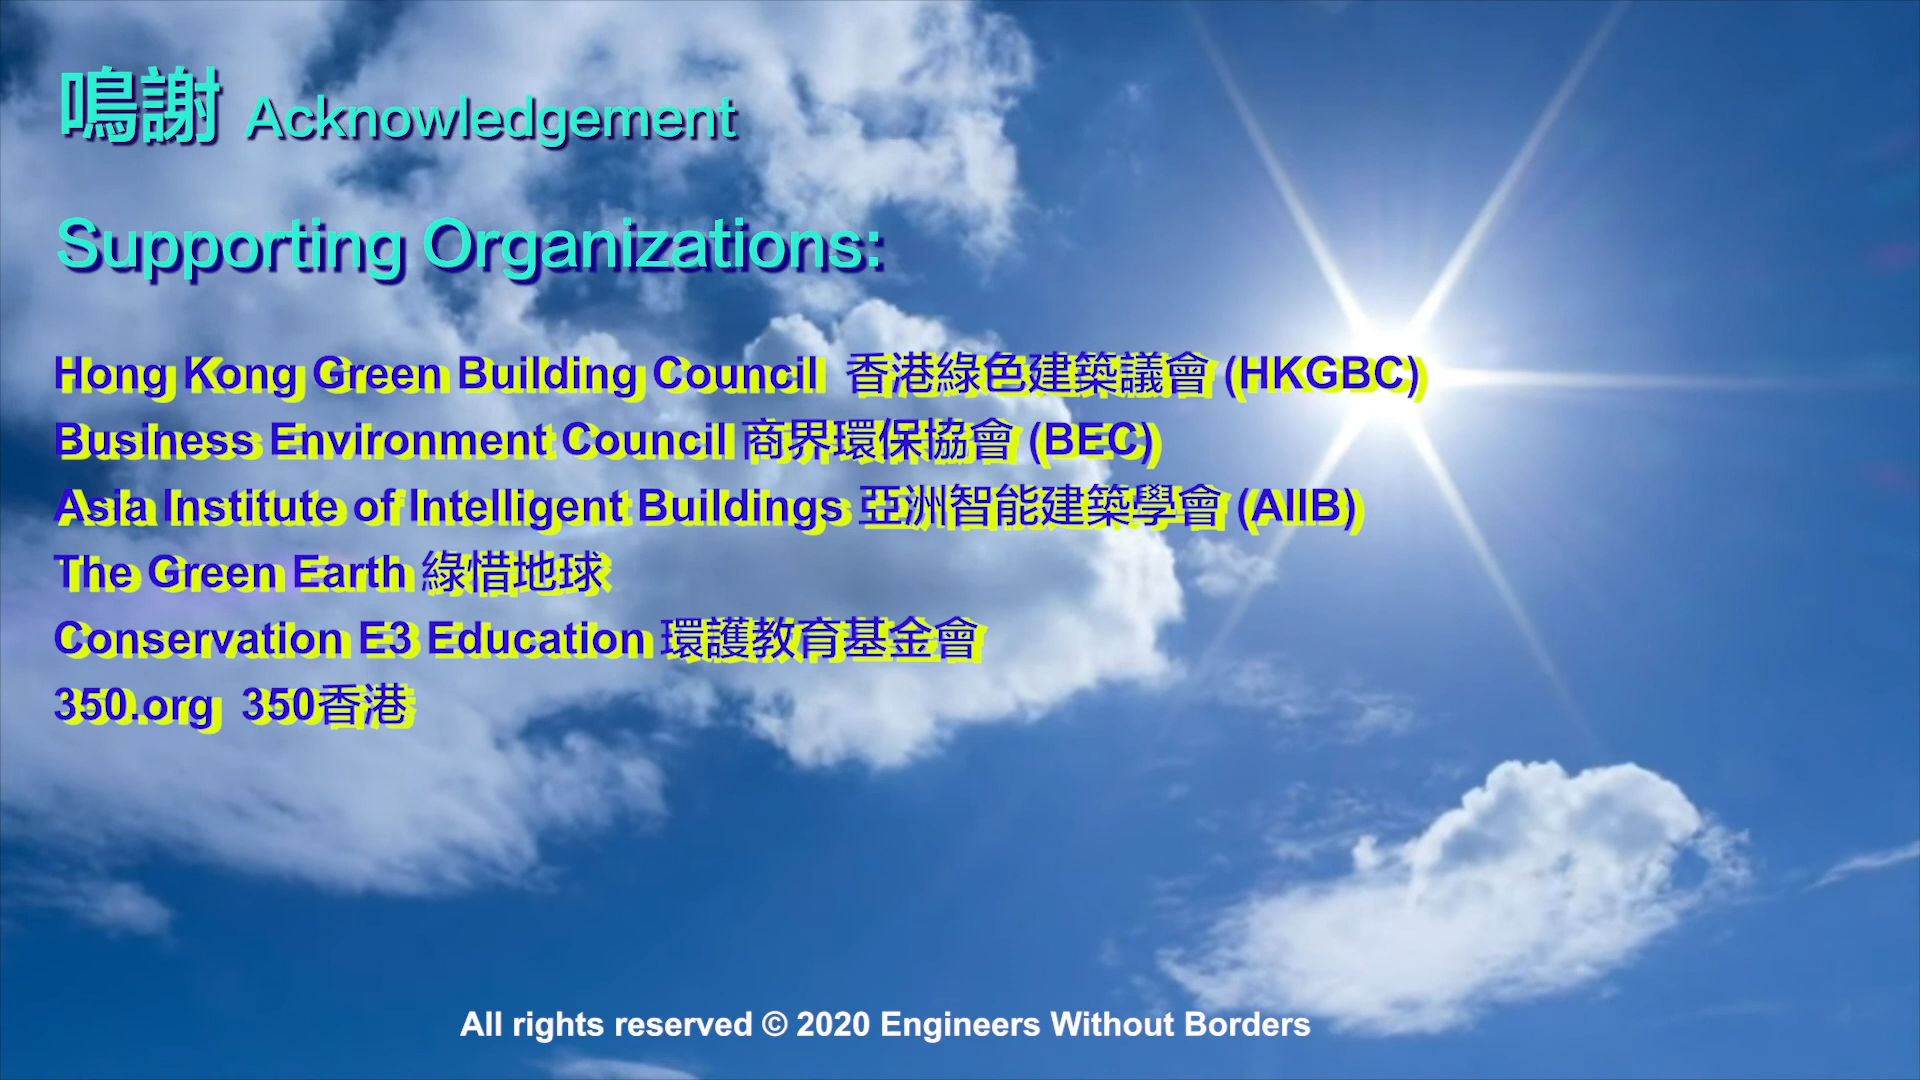 鳴謝 Acknowledgement
Supporting Organizations:
Hong Kong Green Building Council 香港綠色建築議會 (HKGBC)
Business Environment Council 商界環保協會 (BEC)
Asia Institute of Intelligent Buildings 亞洲智能建築學會 (AIIB)
The Green Earth 綠惜地球
Conservation E3 Education 環護教育基金會
350.org 350香港
All rights reserved © 2020 Engineers Without Borders